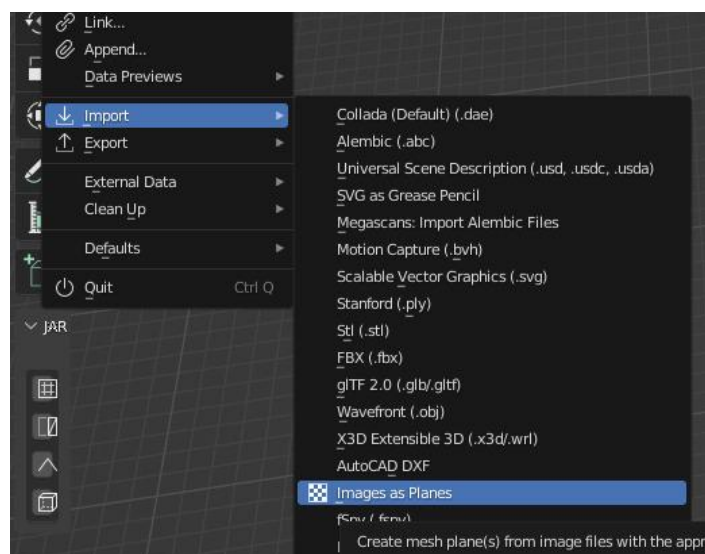 Link...
Append...
Data Previews
Import
Export
External Data
Clean Up
Defaults
Quit Ctrl Q
JAR
Collada (Default) (.dae)
Alembic (.abc)
Universal Scene Description (.usd, .usdc, .usda)
SVG as Grease Pencil
Megascans: Import Alembic Files
Motion Capture (.bvh)
Scalable Vector Graphics (.svg)
Stanford (.ply)
Stl (.stl)
FBX (.fbx)
glTF 2.0 (.glb/.gltf)
Wavefront (.obj)
X3D Extensible 3D (.x3d/.wrl)
AutoCAD DXF
Images as Planes
fSpy (.fspy)
Create mesh plane(s) from image files with the appr